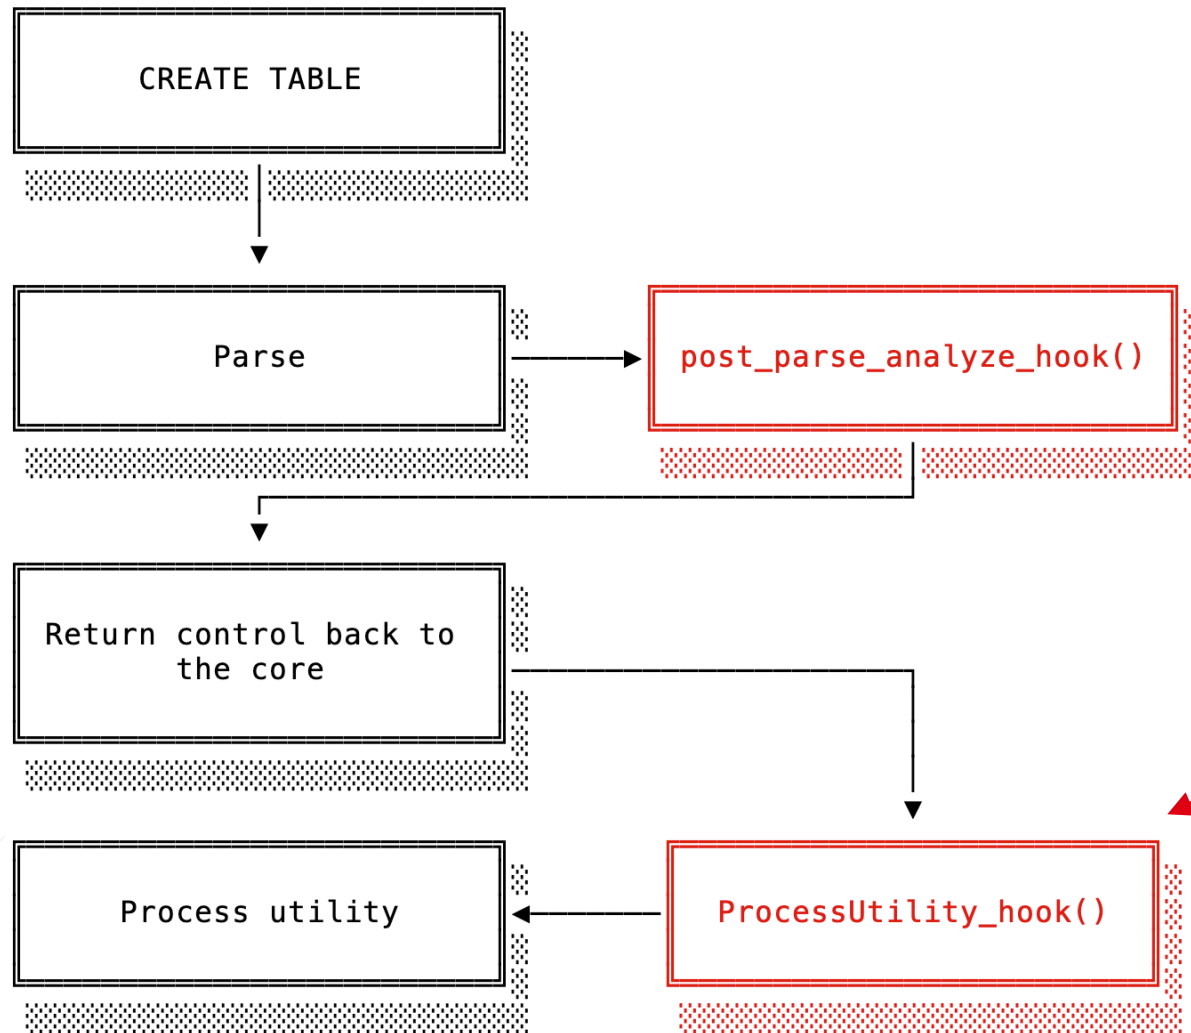 CREATE TABLE
Parse
post_parse_analyze_hook()
Return control back to
the core
Process utility
ProcessUtility_hook()